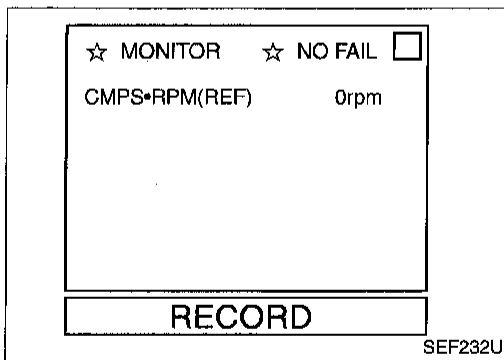 ☆ MONITOR ☆ NO FAIL
CMPS•RPM(REF) 0rpm
RECORD
SEF232U